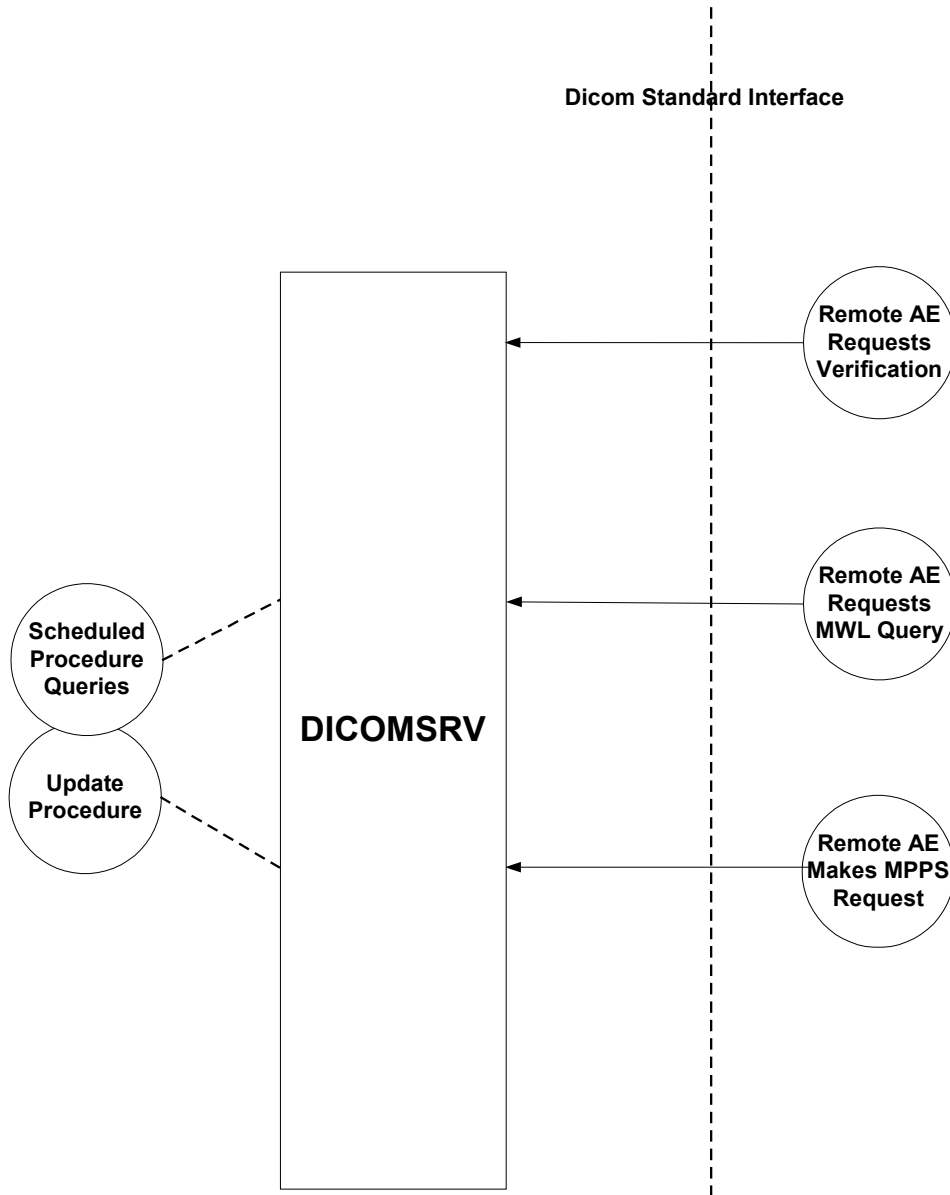 Dicom Standard Interface
Remote AE
Requests
Verification
Remote AE
Requests
MWL Query
Scheduled
Procedure
Queries
DICOMSRV
Update
Procedure
Remote AE
Makes MPPS
Request